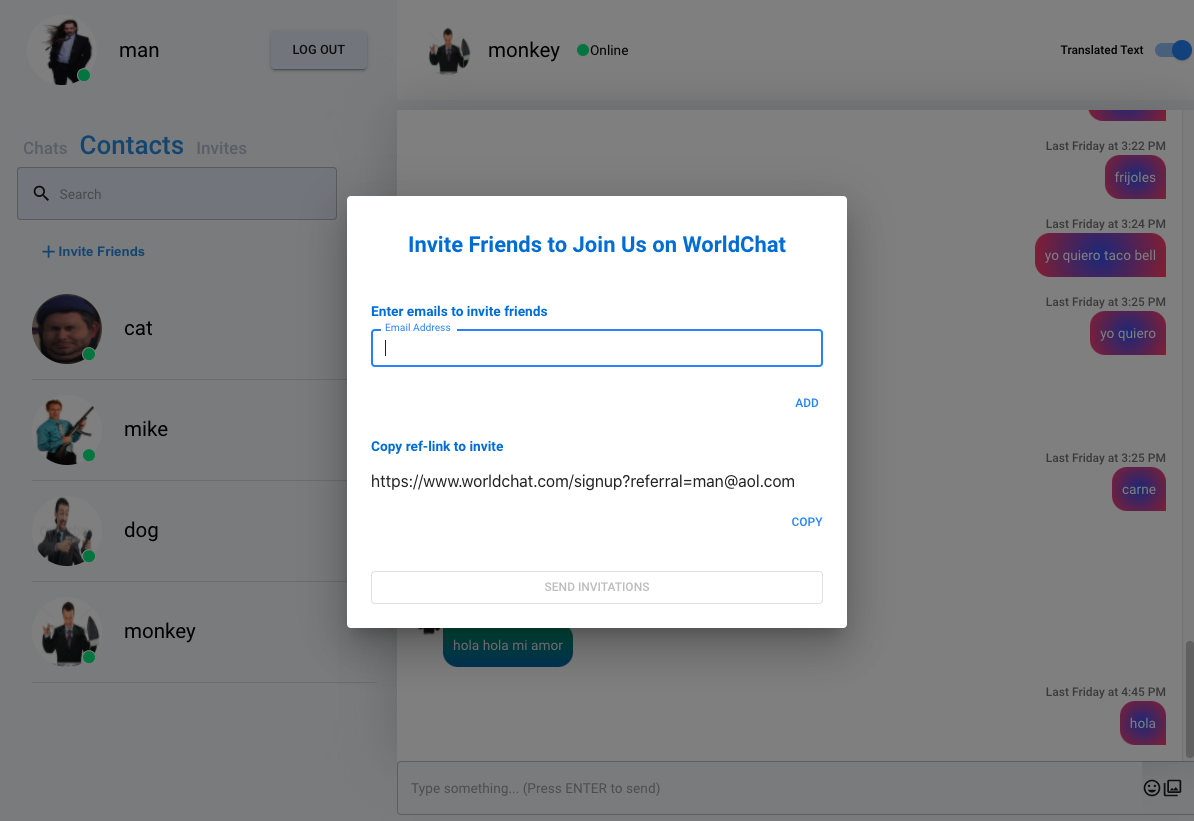 man
LOG OUT
monkey
Online
Translated Text
Chats Contacts Invites
Search
Invite Friends
cat
mike
dog
monkey
Last Friday at 3:22 PM
frijoles
Last Friday at 3:24 PM
yo quiero taco bell
Last Friday at 3:25 PM
yo quiero
Last Friday at 3:25 PM
carne
hola hola mi amor
Last Friday at 4:45 PM
hola
Type something... (Press ENTER to send)
Invite Friends to Join Us on WorldChat
Enter emails to invite friends
Email Address
ADD
Copy ref-link to invite
https://www.worldchat.com/signup?referral=man@aol.com
COPY
SEND INVITATIONS